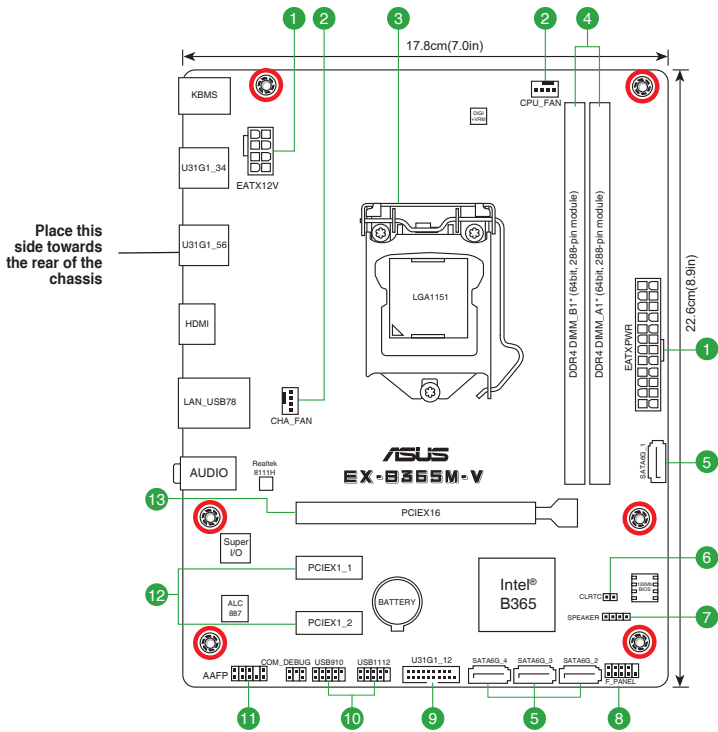 1
2
3
2
4
17.8cm(7.0in)
KBMS
CPU_FAN
DIGI
+VRM
U31G1_34
EATX12V
Place this
side towards
the rear of the
chassis
U31G1_56
LGA1151
DDR4 DIMM_B1* (64bit, 288-pin module)
DDR4 DIMM_A1* (64bit, 288-pin module)
EATXPWR
22.6cm(8.9in)
1
HDMI
LAN_USB78
2
CHA_FAN
AUDIO
Realtek
8111H
ASUS
EX-B365M-V
SATA6G_1
5
13
PCIEX16
Super
I/O
12
PCIEX1_1
ALC
887
PCIEX1_2
BATTERY
Intel®
B365
CLRTC
128Mb
BIOS
6
SPEAKER
7
AAFP
COM_DEBUG
USB910
USB1112
U31G1_12
SATA6G_4
SATA6G_3
SATA6G_2
F_PANEL
11
10
9
5
8